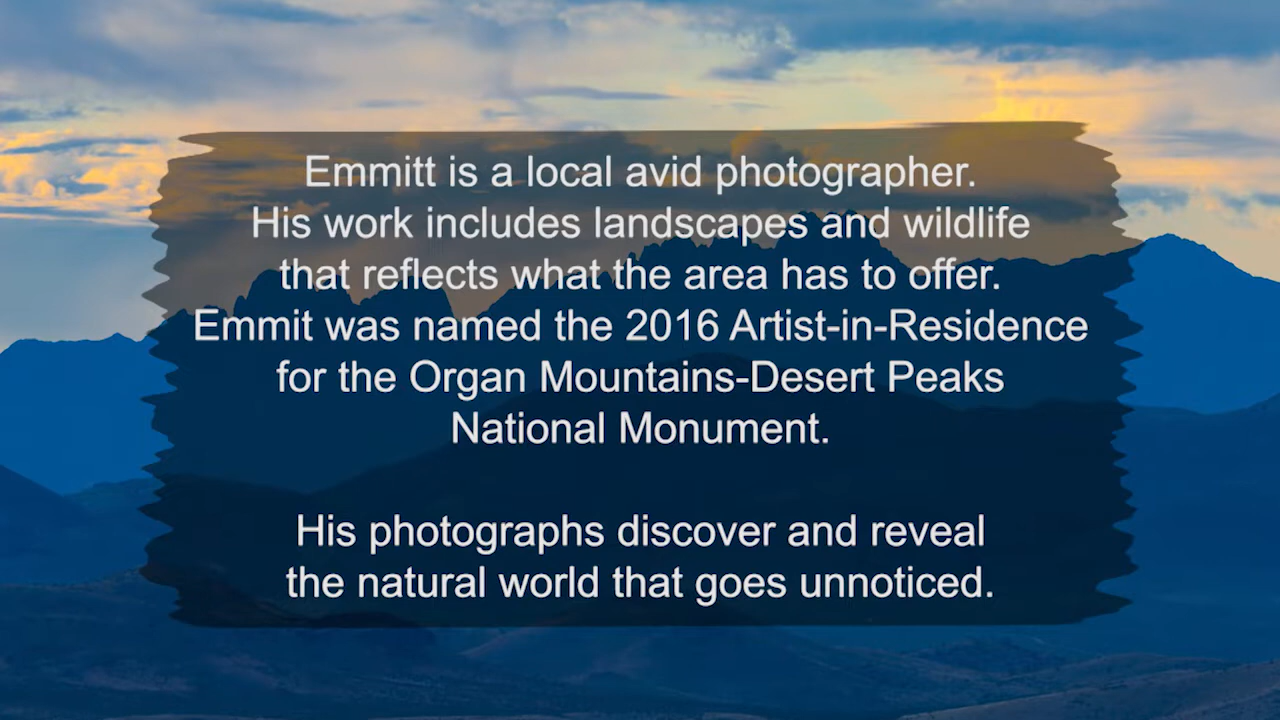 Emmitt is a local avid photographer.
His work includes landscapes and wildlife
that reflects what the area has to offer.
Emmit was named the 2016 Artist-in-Residence
for the Organ Mountains-Desert Peaks
National Monument.
His photographs discover and reveal
the natural world that goes unnoticed.